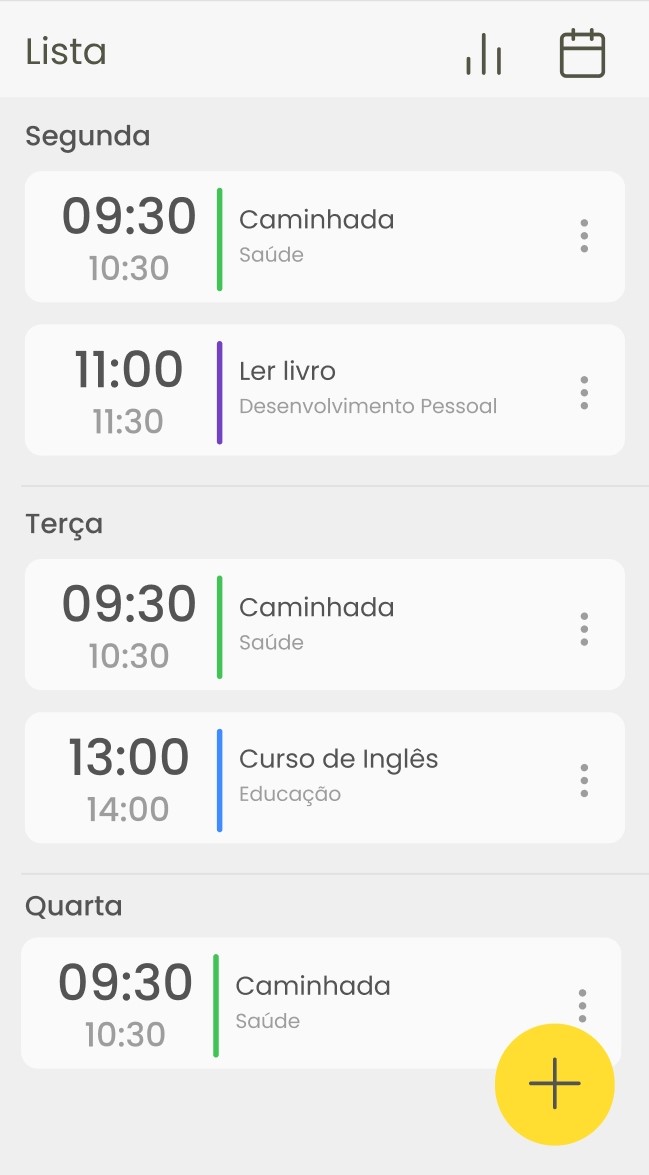 Lista
Segunda
09:30
10:30
Caminhada
Saúde
11:00
11:30
Ler livro
Desenvolvimento Pessoal
Terça
09:30
10:30
Caminhada
Saúde
13:00
14:00
Curso de Inglês
Educação
Quarta
09:30
10:30
Caminhada
Saúde